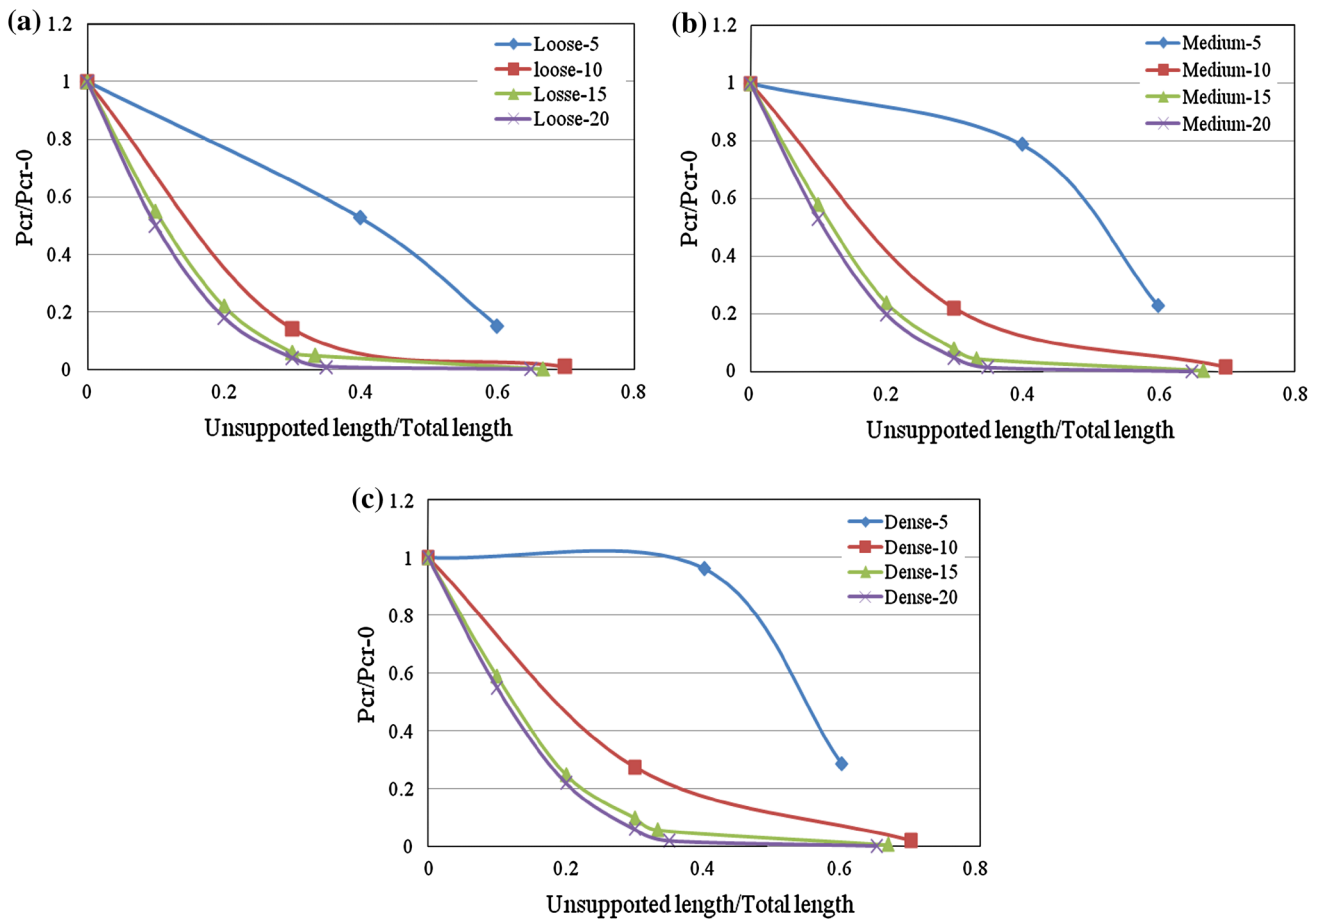 (a)
1.2
1
0.8
0.6
0.4
0.2
0
Pcr/Pcr-0
Loose-5
loose-10
Losse-15
Loose-20
0 0.2 0.4 0.6 0.8
Unsupported length/Total length
(b)
1.2
1
0.8
0.6
0.4
0.2
0
Pcr/Pcr-0
Medium-5
Medium-10
Medium-15
Medium-20
0 0.2 0.4 0.6 0.8
Unsupported length/Total length
(c)
1.2
1
0.8
0.6
0.4
0.2
0
Pcr/Pcr-0
Dense-5
Dense-10
Dense-15
Dense-20
0 0.2 0.4 0.6 0.8
Unsupported length/Total length